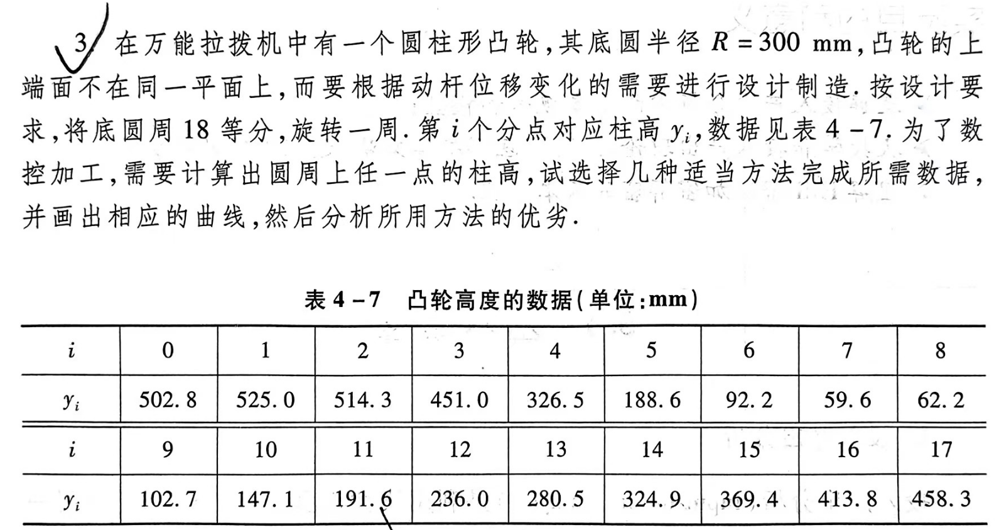 3 在万能拉拨机中有一个圆柱形凸轮,其底圆半径 R = 300 mm,凸轮的上
端面不在同一平面上,而要根据动杆位移变化的需要进行设计制造. 按设计要
求,将底圆周 18 等分,旋转一周. 第 i 个分点对应柱高 yᵢ,数据见表 4 – 7. 为了数
控加工,需要计算出圆周上任一点的柱高,试选择几种适当方法完成所需数据,
并画出相应的曲线,然后分析所用方法的优劣.
表 4 – 7 凸轮高度的数据(单位:mm)
i 0 1 2 3 4 5 6 7 8
yᵢ 502.8 525.0 514.3 451.0 326.5 188.6 92.2 59.6 62.2
i 9 10 11 12 13 14 15 16 17
yᵢ 102.7 147.1 191.6 236.0 280.5 324.9 369.4 413.8 458.3